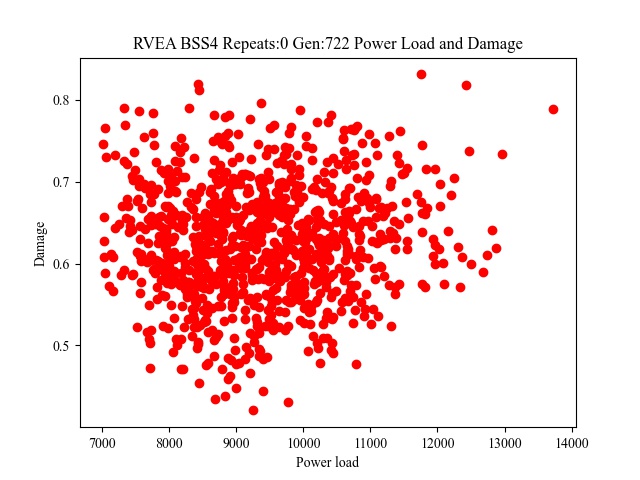 RVEA BSS4 Repeats:0 Gen:722 Power Load and Damage
0.8
0.7
0.6
0.5
Damage
7000 8000 9000 10000 11000 12000 13000 14000
Power load